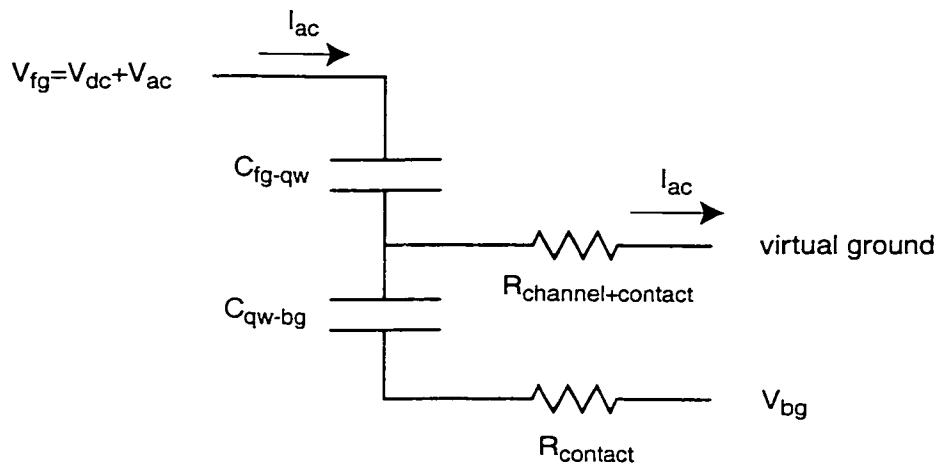 I_ac
V_fg=V_dc+V_ac
C_fg-qw
I_ac
virtual ground
R_channel+contact
C_qw-bg
V_bg
R_contact